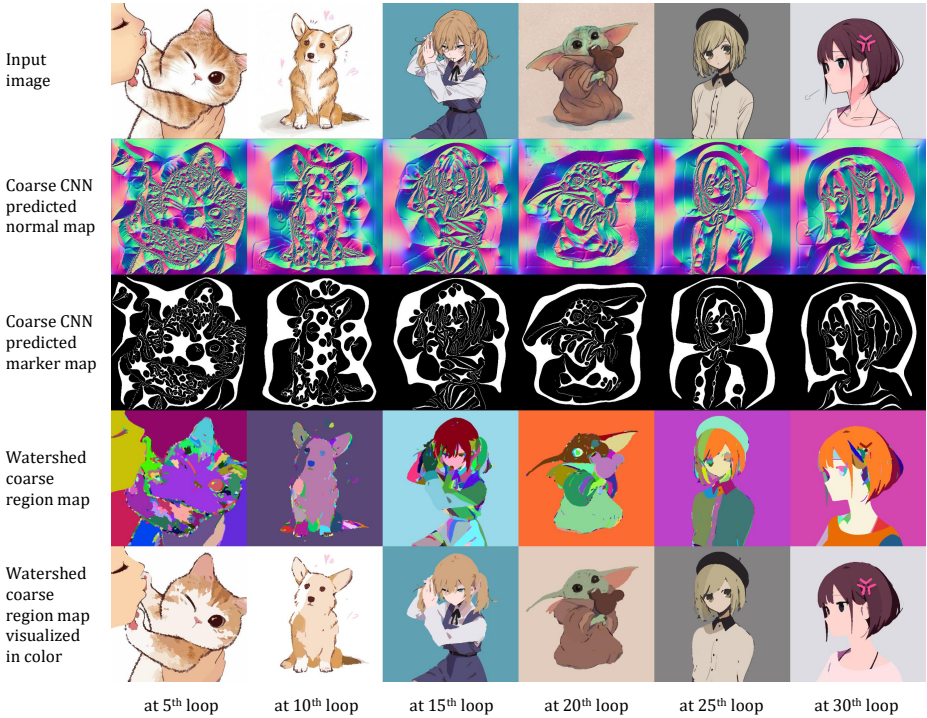 Input
image
Coarse CNN
predicted
normal map
Coarse CNN
predicted
marker map
Watershed
coarse
region map
Watershed
coarse
region map
visualized
in color
at 5th loop
at 10th loop
at 15th loop
at 20th loop
at 25th loop
at 30th loop